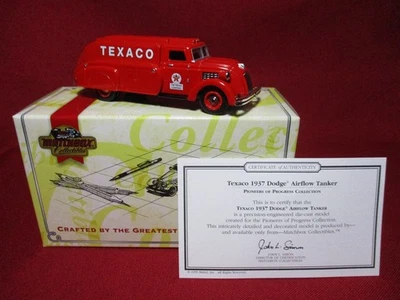 TEXACO
MATCHBOX
Collectibles
Collec
Collec
CRAFTED BY THE GREATEST
CERTIFICATE of AUTHENTICITY
Texaco 1937 Dodge® Airflow Tanker
PIONEERS OF PROGRESS COLLECTION
This is to certify that the
TEXACO 1937 DODGE® AIRFLOW TANKER
is a precision-engineered die-cast model
created for the Pioneers of Progress Collection
This intricately detailed and decorated model is produced by—
and available only from—Matchbox Collectibles.™